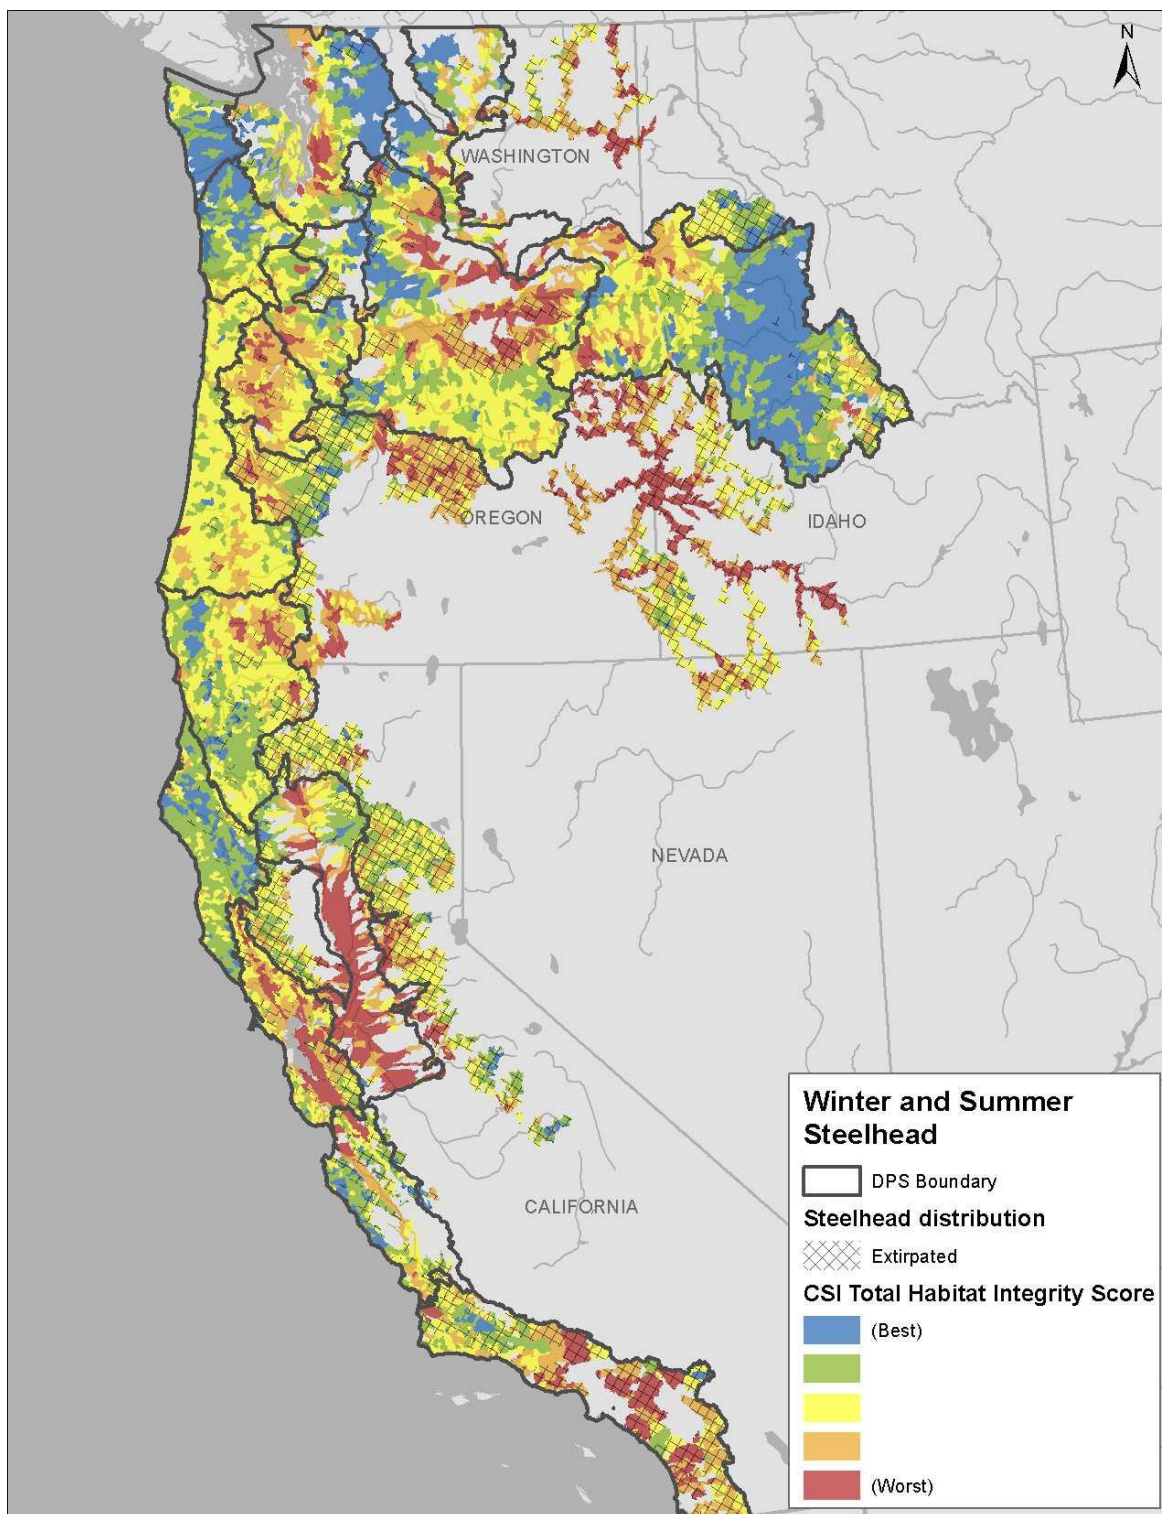 N
WASHINGTON
OREGON
IDAHO
NEVADA
CALIFORNIA
Winter and Summer
Steelhead
DPS Boundary
Steelhead distribution
Extirpated
CSI Total Habitat Integrity Score
(Best)
(Worst)